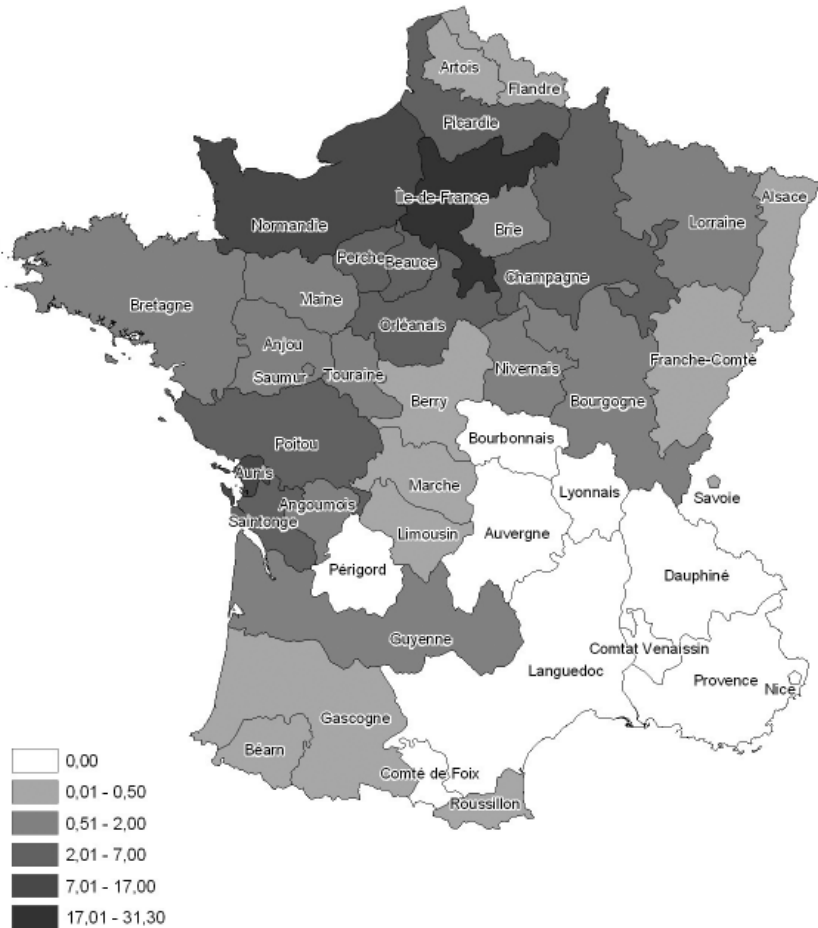 Artois
Flandre
Picardie
Île-de-France
Alsace
Normandie
Brie
Lorraine
Perche
Beauce
Champagne
Bretagne
Maine
Orléanais
Anjou
Saumur
Touraine
Nivernais
Franche-Comtè
Berry
Bourgogne
Poitou
Bourbonnais
Aunis
Marche
Lyonnais
Savoie
Angoumois
Saintonge
Limousin
Auvergne
Périgord
Dauphiné
Guyenne
Comtat Venaissin
Languedoc
Provence
Nice
Gascogne
Béarn
Comté de Foix
Roussillon
0,00
0,01 - 0,50
0,51 - 2,00
2,01 - 7,00
7,01 - 17,00
17,01 - 31,30